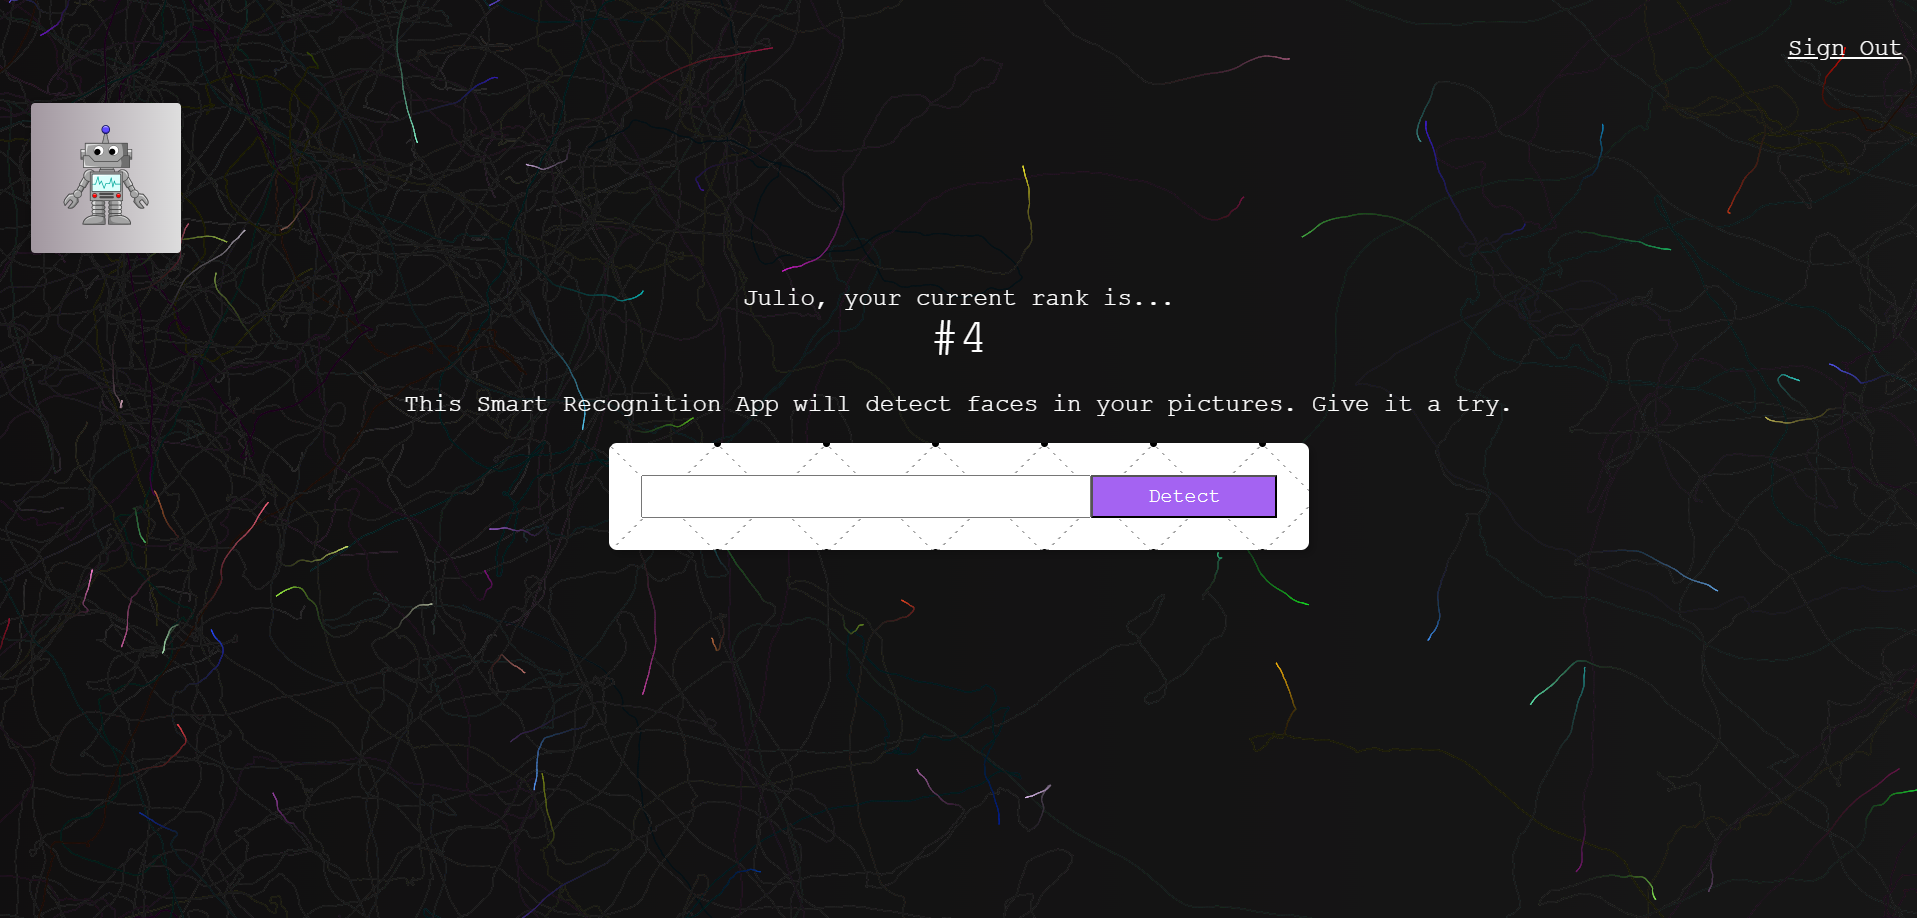 Sign Out
Julio, your current rank is...
#4
This Smart Recognition App will detect faces in your pictures. Give it a try.
Detect